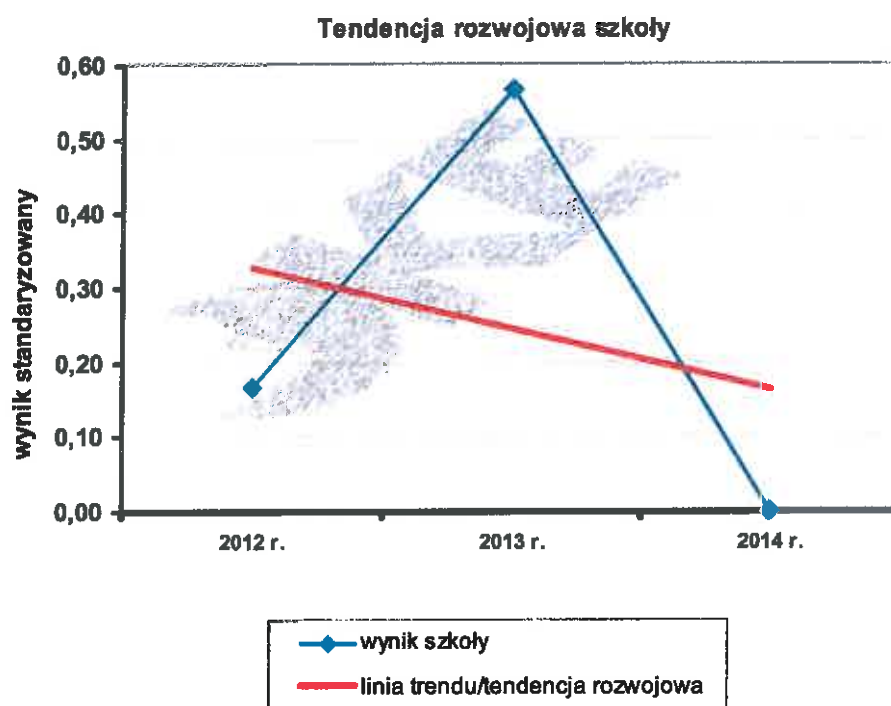 Tendencja rozwojowa szkoły
0,60
0,50
0,40
0,30
0,20
0,10
0,00
wynik standaryzowany
2012 r.
2013 r.
2014 r.
wynik szkoły
linia trendu/tendencja rozwojowa